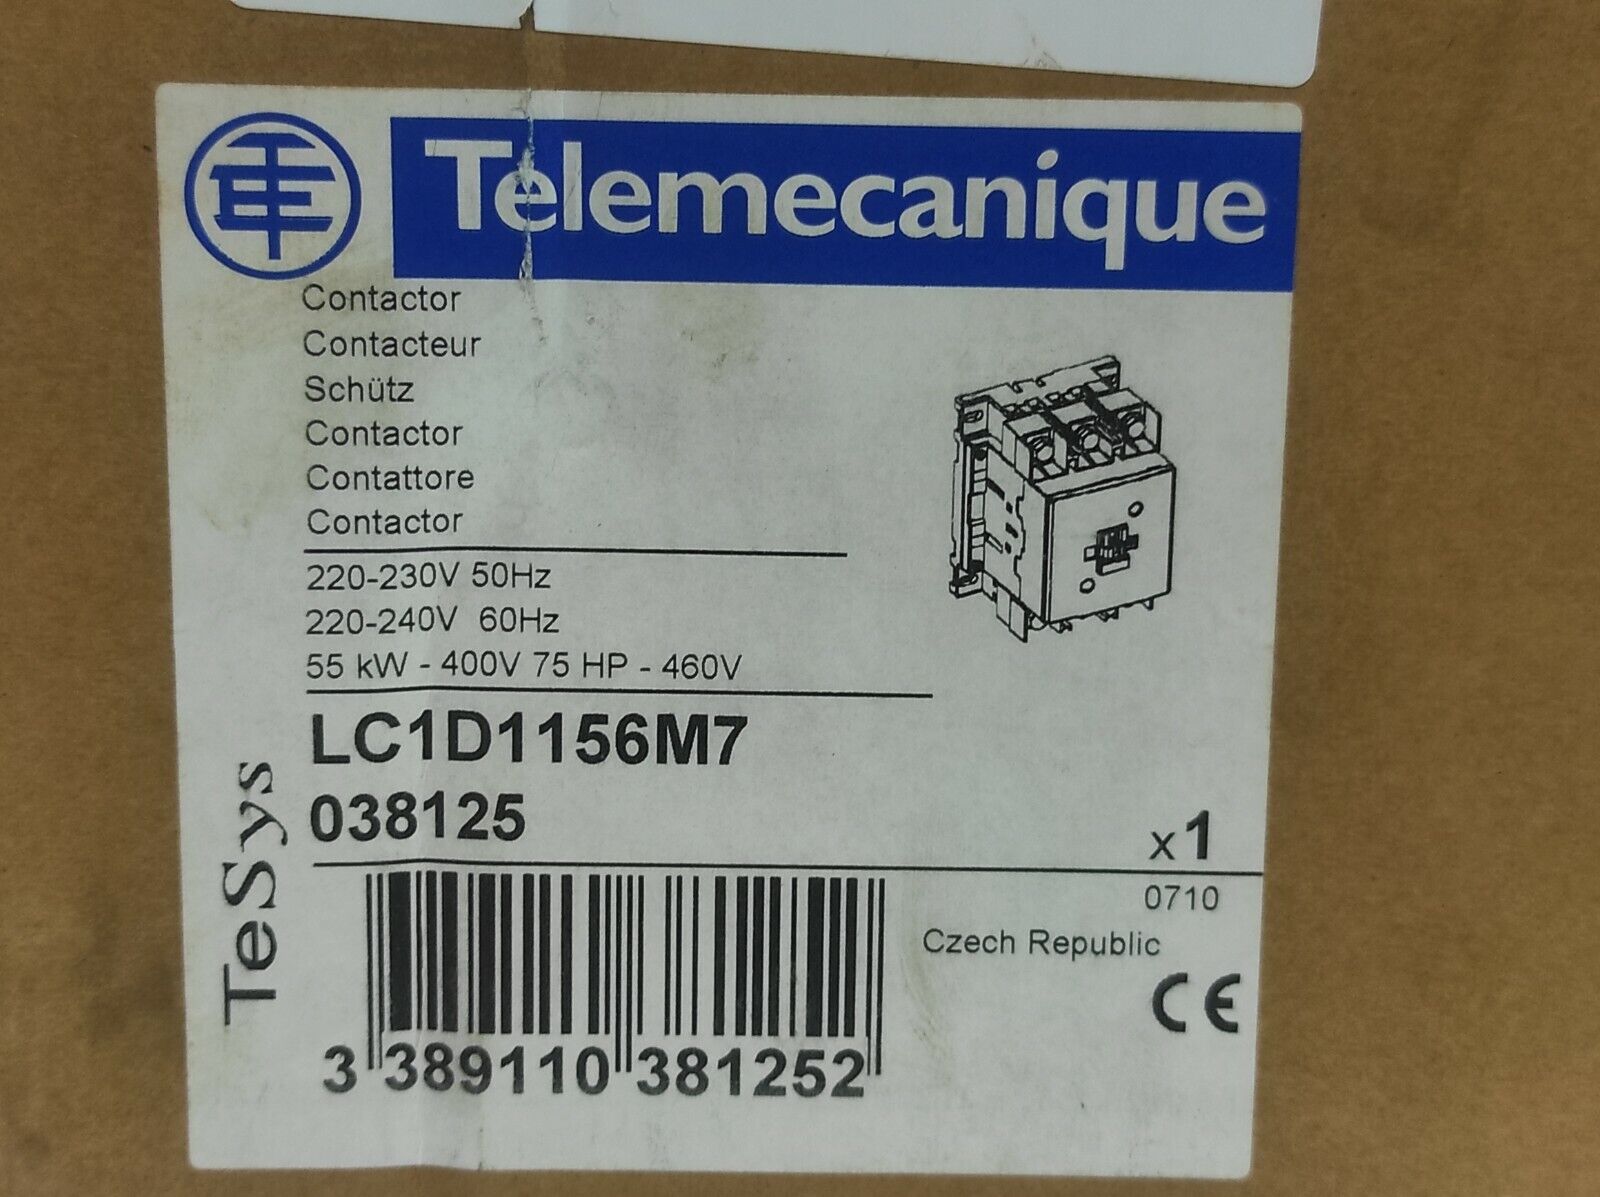 Telemecanique
Contactor
Contacteur
Schütz
Contactor
Contattore
Contactor
220-230V 50Hz
220-240V 60Hz
55 kW - 400V 75 HP - 460V
LC1D1156M7
038125
TeSys
x1
0710
Czech Republic
CE
3 389110 381252